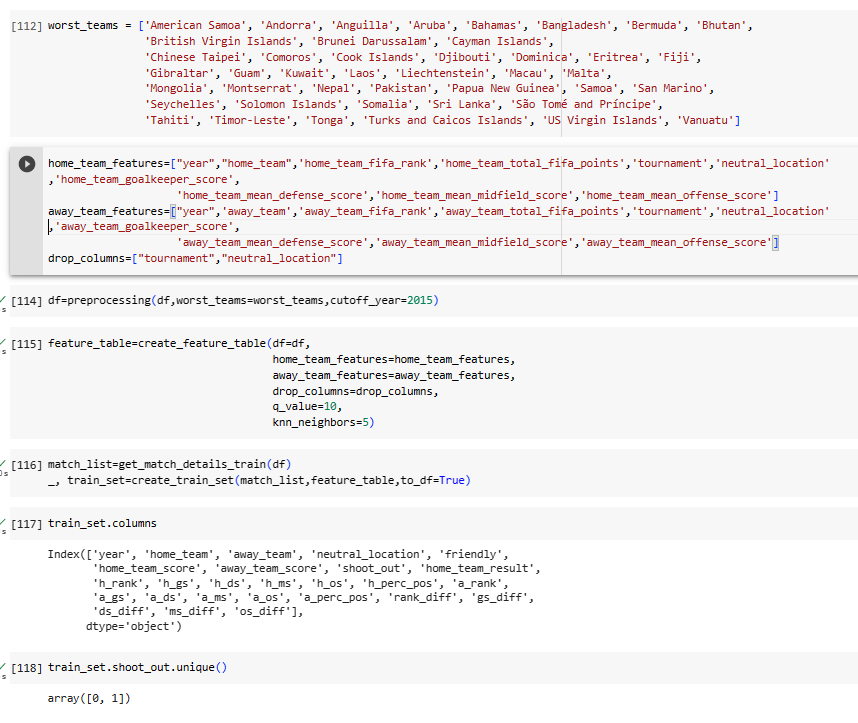 [112] worst_teams = ['American Samoa', 'Andorra', 'Anguilla', 'Aruba', 'Bahamas', 'Bangladesh', 'Bermuda', 'Bhutan',
'British Virgin Islands', 'Brunei Darussalam', 'Cayman Islands',
'Chinese Taipei', 'Comoros', 'Cook Islands', 'Djibouti', 'Dominica', 'Eritrea', 'Fiji',
'Gibraltar', 'Guam', 'Kuwait', 'Laos', 'Liechtenstein', 'Macau', 'Malta',
'Mongolia', 'Montserrat', 'Nepal', 'Pakistan', 'Papua New Guinea', 'Samoa', 'San Marino',
'Seychelles', 'Solomon Islands', 'Somalia', 'Sri Lanka', 'São Tomé and Príncipe',
'Tahiti', 'Timor-Leste', 'Tonga', 'Turks and Caicos Islands', 'US Virgin Islands', 'Vanuatu']
home_team_features=["year","home_team",'home_team_fifa_rank','home_team_total_fifa_points','tournament','neutral_location'
,'home_team_goalkeeper_score',
'home_team_mean_defense_score','home_team_mean_midfield_score','home_team_mean_offense_score']
away_team_features=["year",'away_team','away_team_fifa_rank','away_team_total_fifa_points','tournament','neutral_location'
,'away_team_goalkeeper_score',
'away_team_mean_defense_score','away_team_mean_midfield_score','away_team_mean_offense_score']
drop_columns=["tournament","neutral_location"]
[114] df=preprocessing(df,worst_teams=worst_teams,cutoff_year=2015)
s
[115] feature_table=create_feature_table(df=df,
s
home_team_features=home_team_features,
away_team_features=away_team_features,
drop_columns=drop_columns,
q_value=10,
knn_neighbors=5)
[116] match_list=get_match_details_train(df)
s
_, train_set=create_train_set(match_list,feature_table,to_df=True)
[117] train_set.columns
s
Index(['year', 'home_team', 'away_team', 'neutral_location', 'friendly',
'home_team_score', 'away_team_score', 'shoot_out', 'home_team_result',
'h_rank', 'h_gs', 'h_ds', 'h_ms', 'h_os', 'h_perc_pos', 'a_rank',
'a_gs', 'a_ds', 'a_ms', 'a_os', 'a_perc_pos', 'rank_diff', 'gs_diff',
'ds_diff', 'ms_diff', 'os_diff'],
dtype='object')
[118] train_set.shoot_out.unique()
s
array([0, 1])